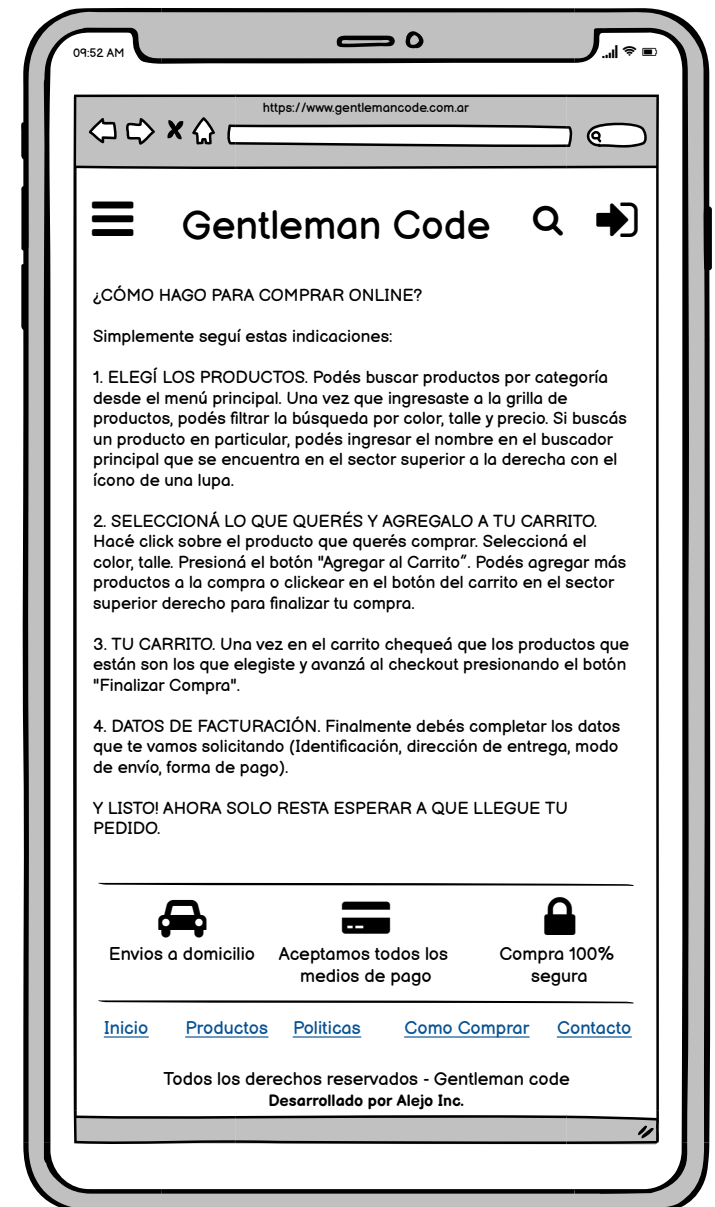 09:52 AM
https://www.gentlemancode.com.ar
Gentleman Code
¿CÓMO HAGO PARA COMPRAR ONLINE?
Simplemente seguí estas indicaciones:
1. ELEGÍ LOS PRODUCTOS. Podés buscar productos por categoría
desde el menú principal. Una vez que ingresaste a la grilla de
productos, podés filtrar la búsqueda por color, talle y precio. Si buscás
un producto en particular, podés ingresar el nombre en el buscador
principal que se encuentra en el sector superior a la derecha con el
ícono de una lupa.
2. SELECCIONÁ LO QUE QUERÉS Y AGREGALO A TU CARRITO.
Hacé click sobre el producto que querés comprar. Seleccioná el
color, talle. Presioná el botón "Agregar al Carrito”. Podés agregar más
productos a la compra o clickear en el botón del carrito en el sector
superior derecho para finalizar tu compra.
3. TU CARRITO. Una vez en el carrito chequeá que los productos que
están son los que elegiste y avanzá al checkout presionando el botón
"Finalizar Compra".
4. DATOS DE FACTURACIÓN. Finalmente debés completar los datos
que te vamos solicitando (Identificación, dirección de entrega, modo
de envío, forma de pago).
Y LISTO! AHORA SOLO RESTA ESPERAR A QUE LLEGUE TU
PEDIDO.
Envios a domicilio
Aceptamos todos los
medios de pago
Compra 100%
segura
Inicio Productos Politicas Como Comprar Contacto
Todos los derechos reservados - Gentleman code
Desarrollado por Alejo Inc.